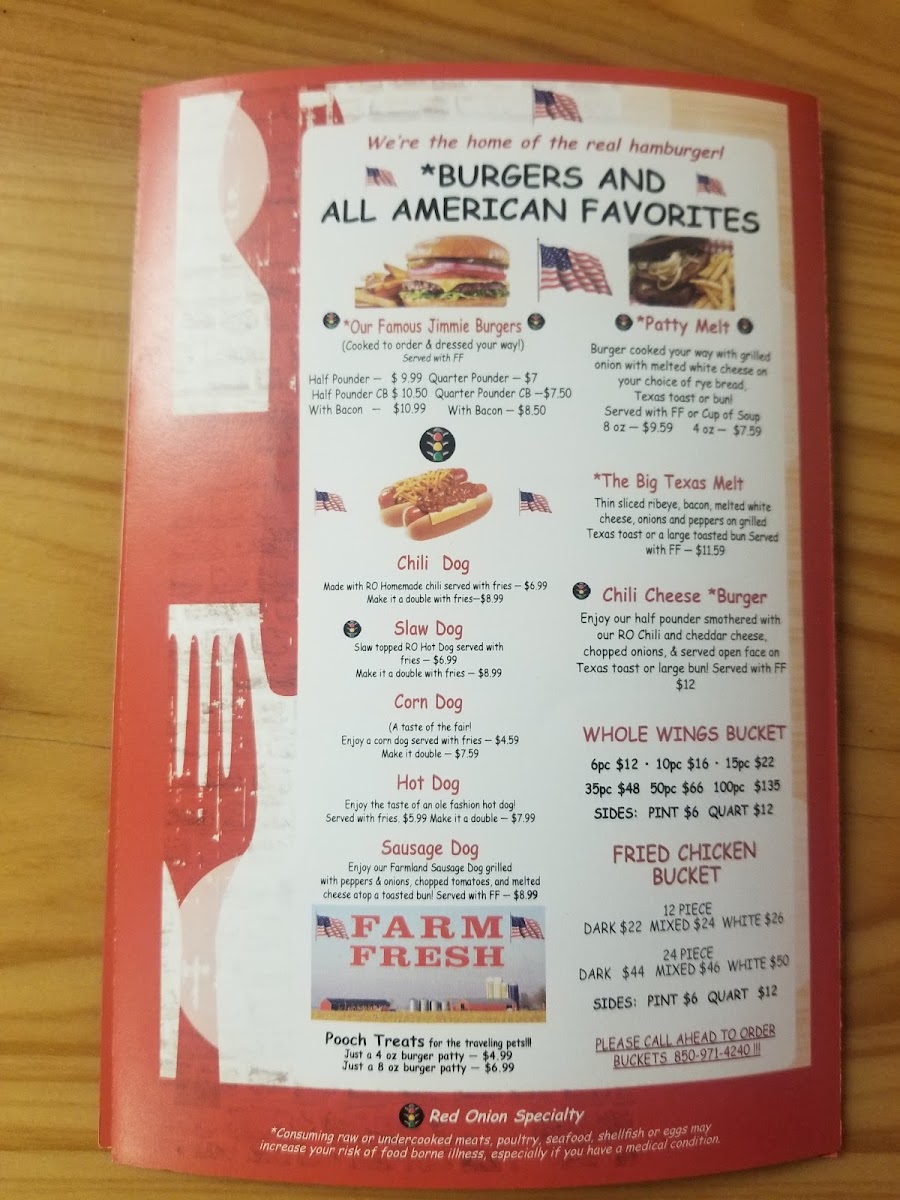 We're the home of the real hamburger!
*BURGERS AND
ALL AMERICAN FAVORITES
*Our Famous Jimmie Burgers
(Cooked to order & dressed your way!)
Served with FF
Half Pounder — $ 9.99 Quarter Pounder — $7
Half Pounder CB $ 10.50 Quarter Pounder CB —$7.50
With Bacon — $10.99 With Bacon — $8.50
Chili Dog
Made with RO Homemade chili served with fries — $6.99
Make it a double with fries—$8.99
Slaw Dog
Slaw topped RO Hot Dog served with
fries — $6.99
Make it a double with fries — $8.99
Corn Dog
(A taste of the fair!
Enjoy a corn dog served with fries — $4.59
Make it double — $7.59
Hot Dog
Enjoy the taste of an ole fashion hot dog!
Served with fries. $5.99 Make it a double — $7.99
Sausage Dog
Enjoy our Farmland Sausage Dog grilled
with peppers & onions, chopped tomatoes, and melted
cheese atop a toasted bun! Served with FF — $8.99
FARM
FRESH
Pooch Treats for the traveling pets!!!
Just a 4 oz burger patty — $4.99
Just a 8 oz burger patty — $6.99
*Patty Melt
Burger cooked your way with grilled
onion with melted white cheese on
your choice of rye bread,
Texas toast or bun!
Served with FF or Cup of Soup
8 oz — $9.59 4 oz — $7.59
*The Big Texas Melt
Thin sliced ribeye, bacon, melted white
cheese, onions and peppers on grilled
Texas toast or a large toasted bun Served
with FF — $11.59
Chili Cheese *Burger
Enjoy our half pounder smothered with
our RO Chili and cheddar cheese,
chopped onions, & served open face on
Texas toast or large bun! Served with FF
$12
WHOLE WINGS BUCKET
6pc $12 · 10pc $16 · 15pc $22
35pc $48 50pc $66 100pc $135
SIDES: PINT $6 QUART $12
FRIED CHICKEN
BUCKET
12 PIECE
DARK $22 MIXED $24 WHITE $26
24 PIECE
DARK $44 MIXED $46 WHITE $50
SIDES: PINT $6 QUART $12
PLEASE CALL AHEAD TO ORDER
BUCKETS 850-971-4240 !!!
Red Onion Specialty
*Consuming raw or undercooked meats, poultry, seafood, shellfish or eggs may
increase your risk of food borne illness, especially if you have a medical condition.